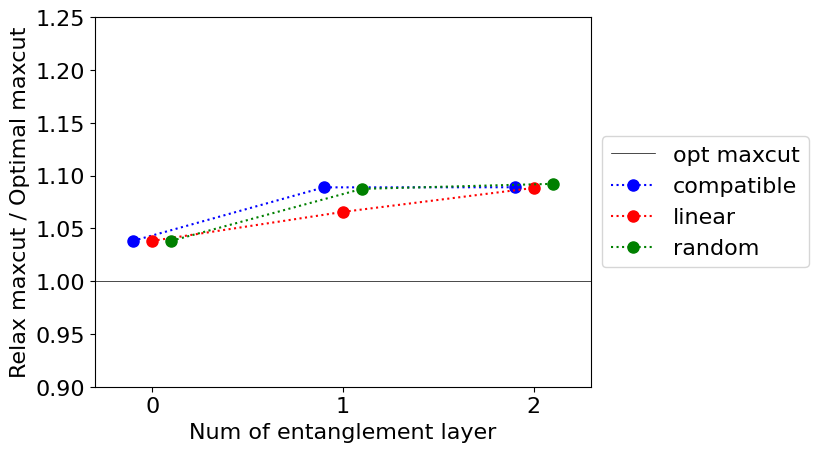 Relax maxcut / Optimal maxcut
1.25
1.20
1.15
1.10
1.05
1.00
0.95
0.90
0
1
2
Num of entanglement layer
opt maxcut
compatible
linear
random